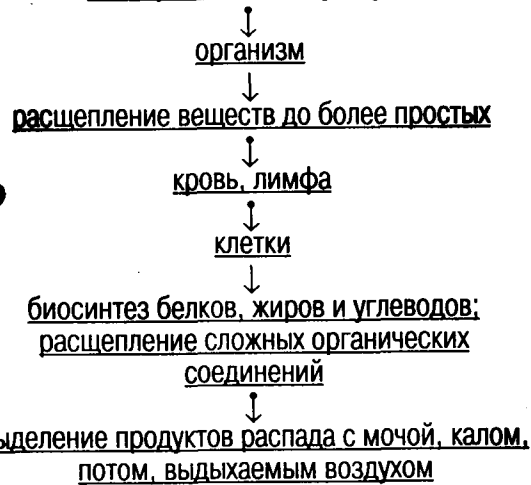 организм
расщепление веществ до более простых
кровь, лимфа
клетки
биосинтез белков, жиров и углеводов;
расщепление сложных органических
соединений
ыделение продуктов распада с мочой, калом,
потом, выдыхаемым воздухом